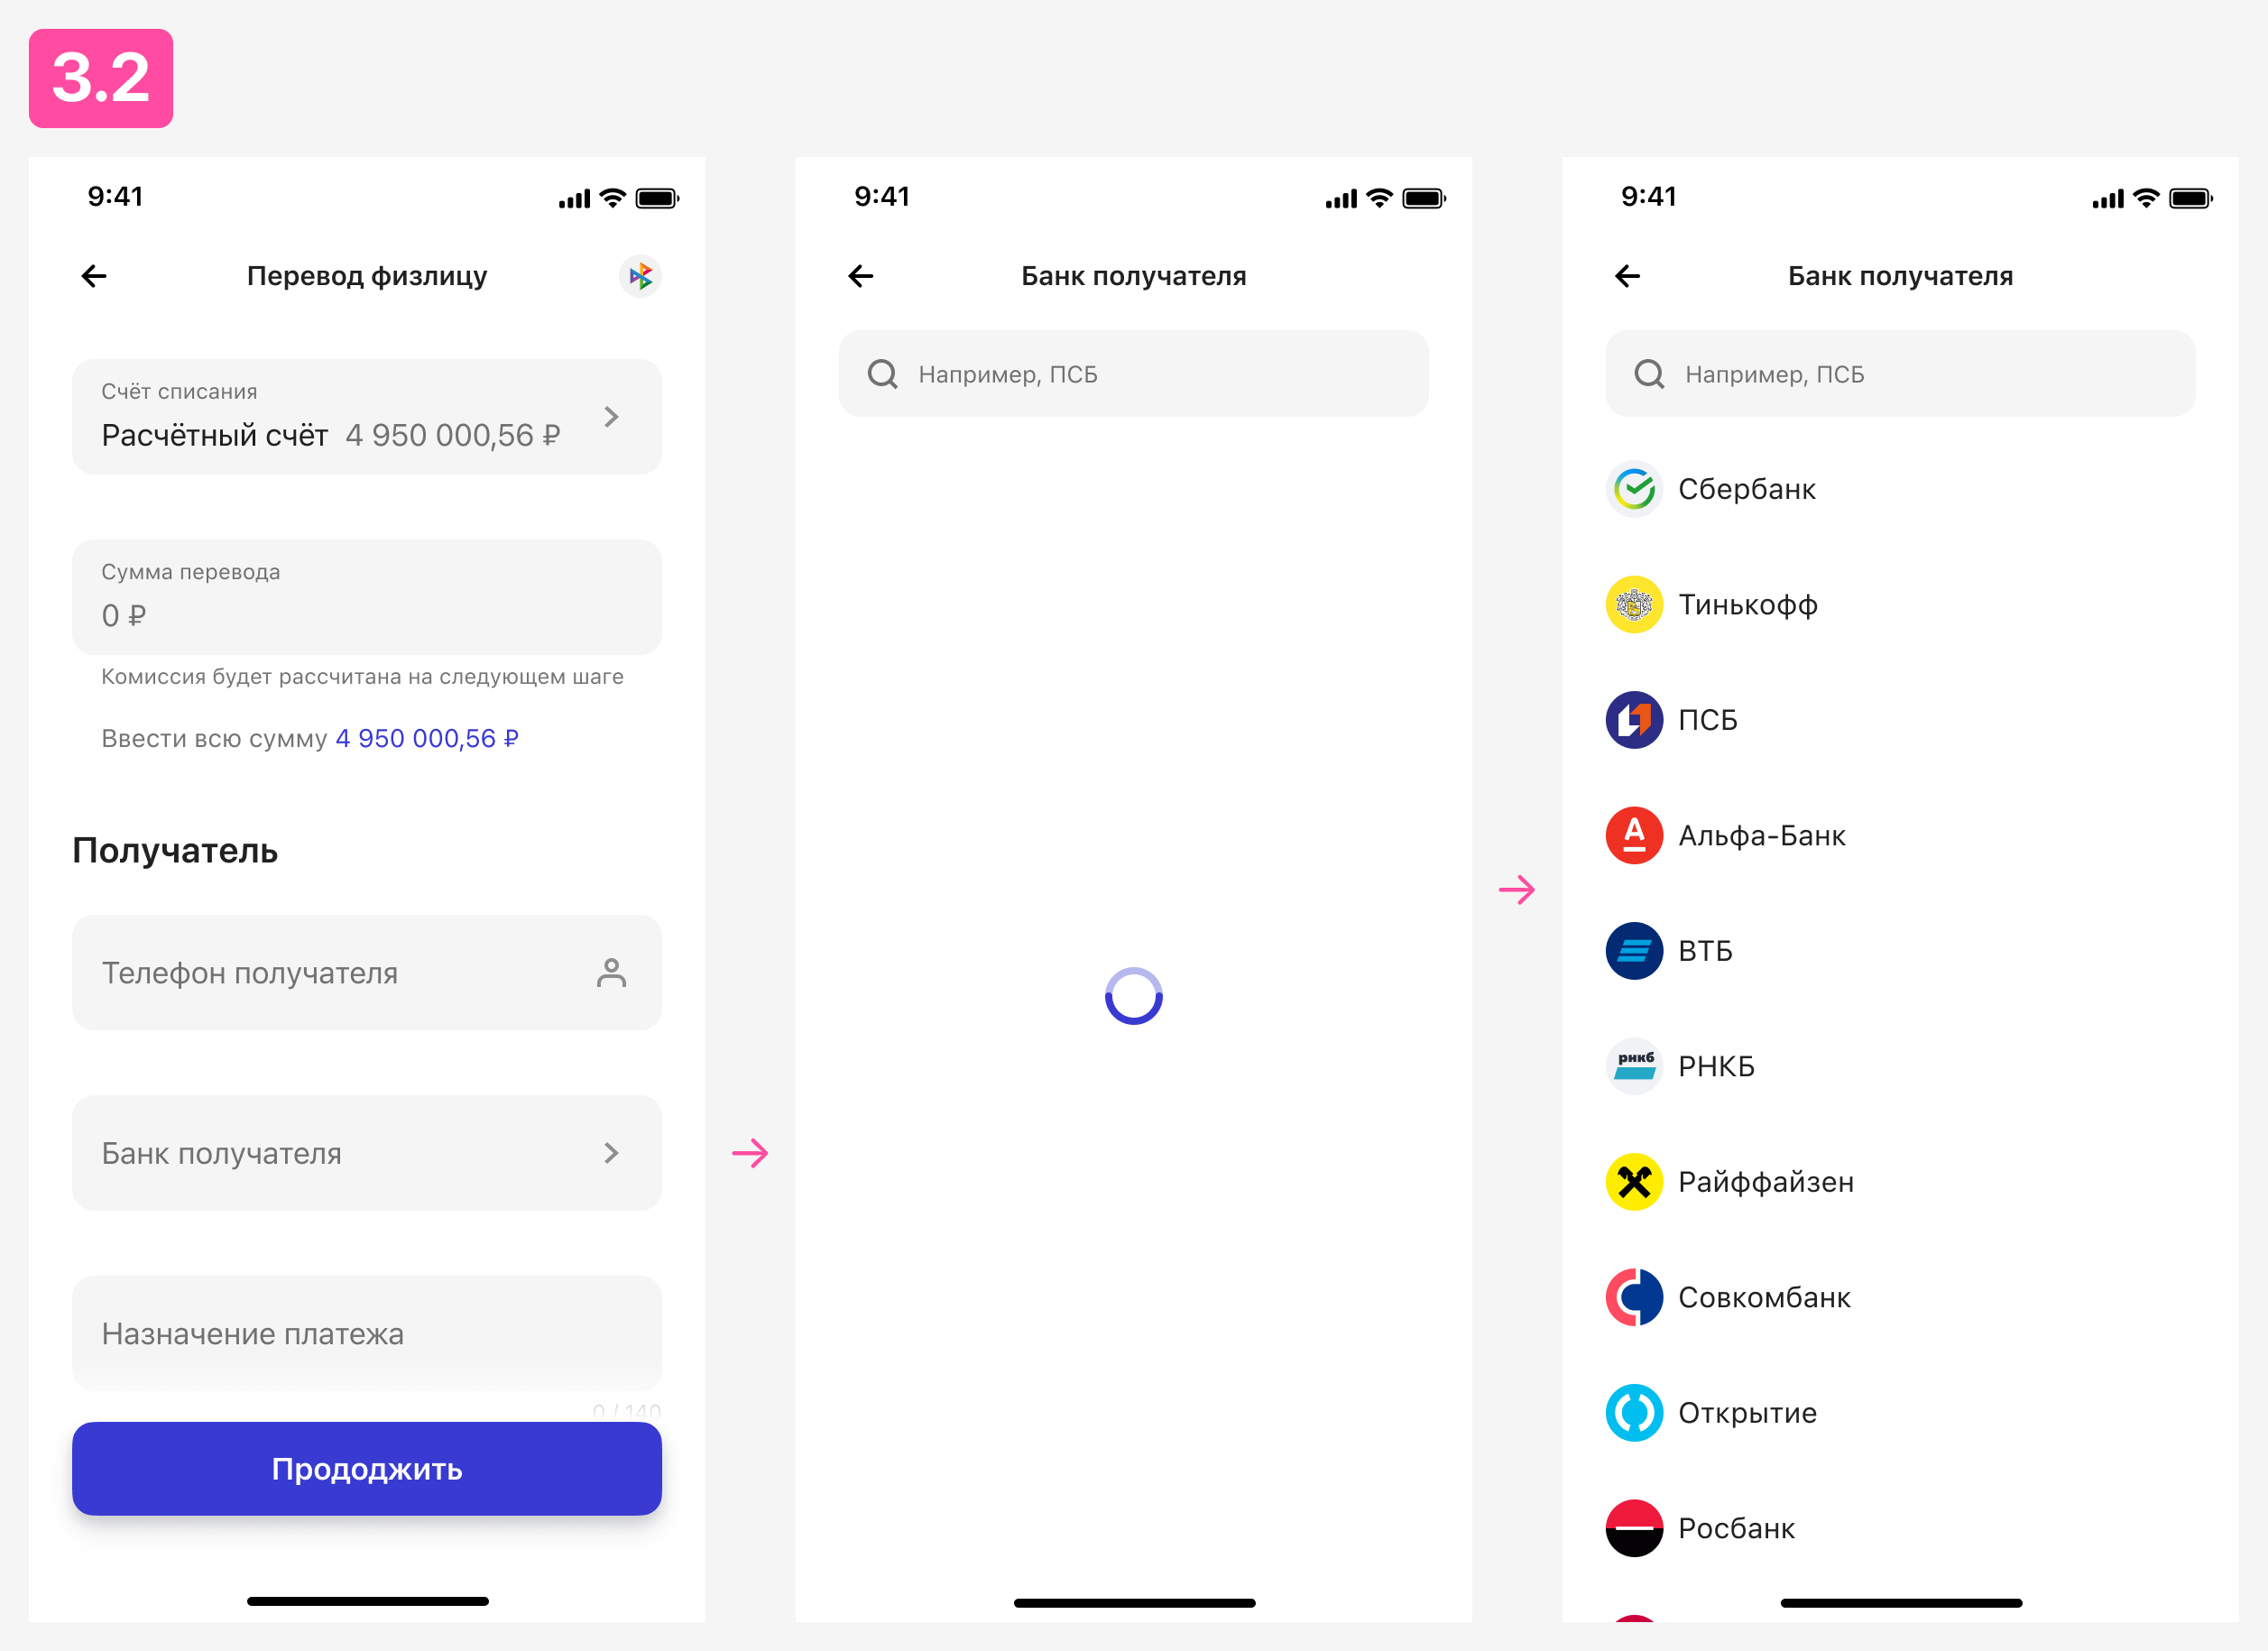 3.2
9:41
Перевод физлицу
Счёт списания
Расчётный счёт 4 950 000,56 ₽
Сумма перевода
0 ₽
Комиссия будет рассчитана на следующем шаге
Ввести всю сумму 4 950 000,56 ₽
Получатель
Телефон получателя
Банк получателя
Назначение платежа
0 / 140
Прододжить
9:41
Банк получателя
Например, ПСБ
9:41
Банк получателя
Например, ПСБ
Сбербанк
Тинькофф
ПСБ
А Альфа-Банк
ВТБ
рнкб РНКБ
Райффайзен
Совкомбанк
Открытие
Росбанк